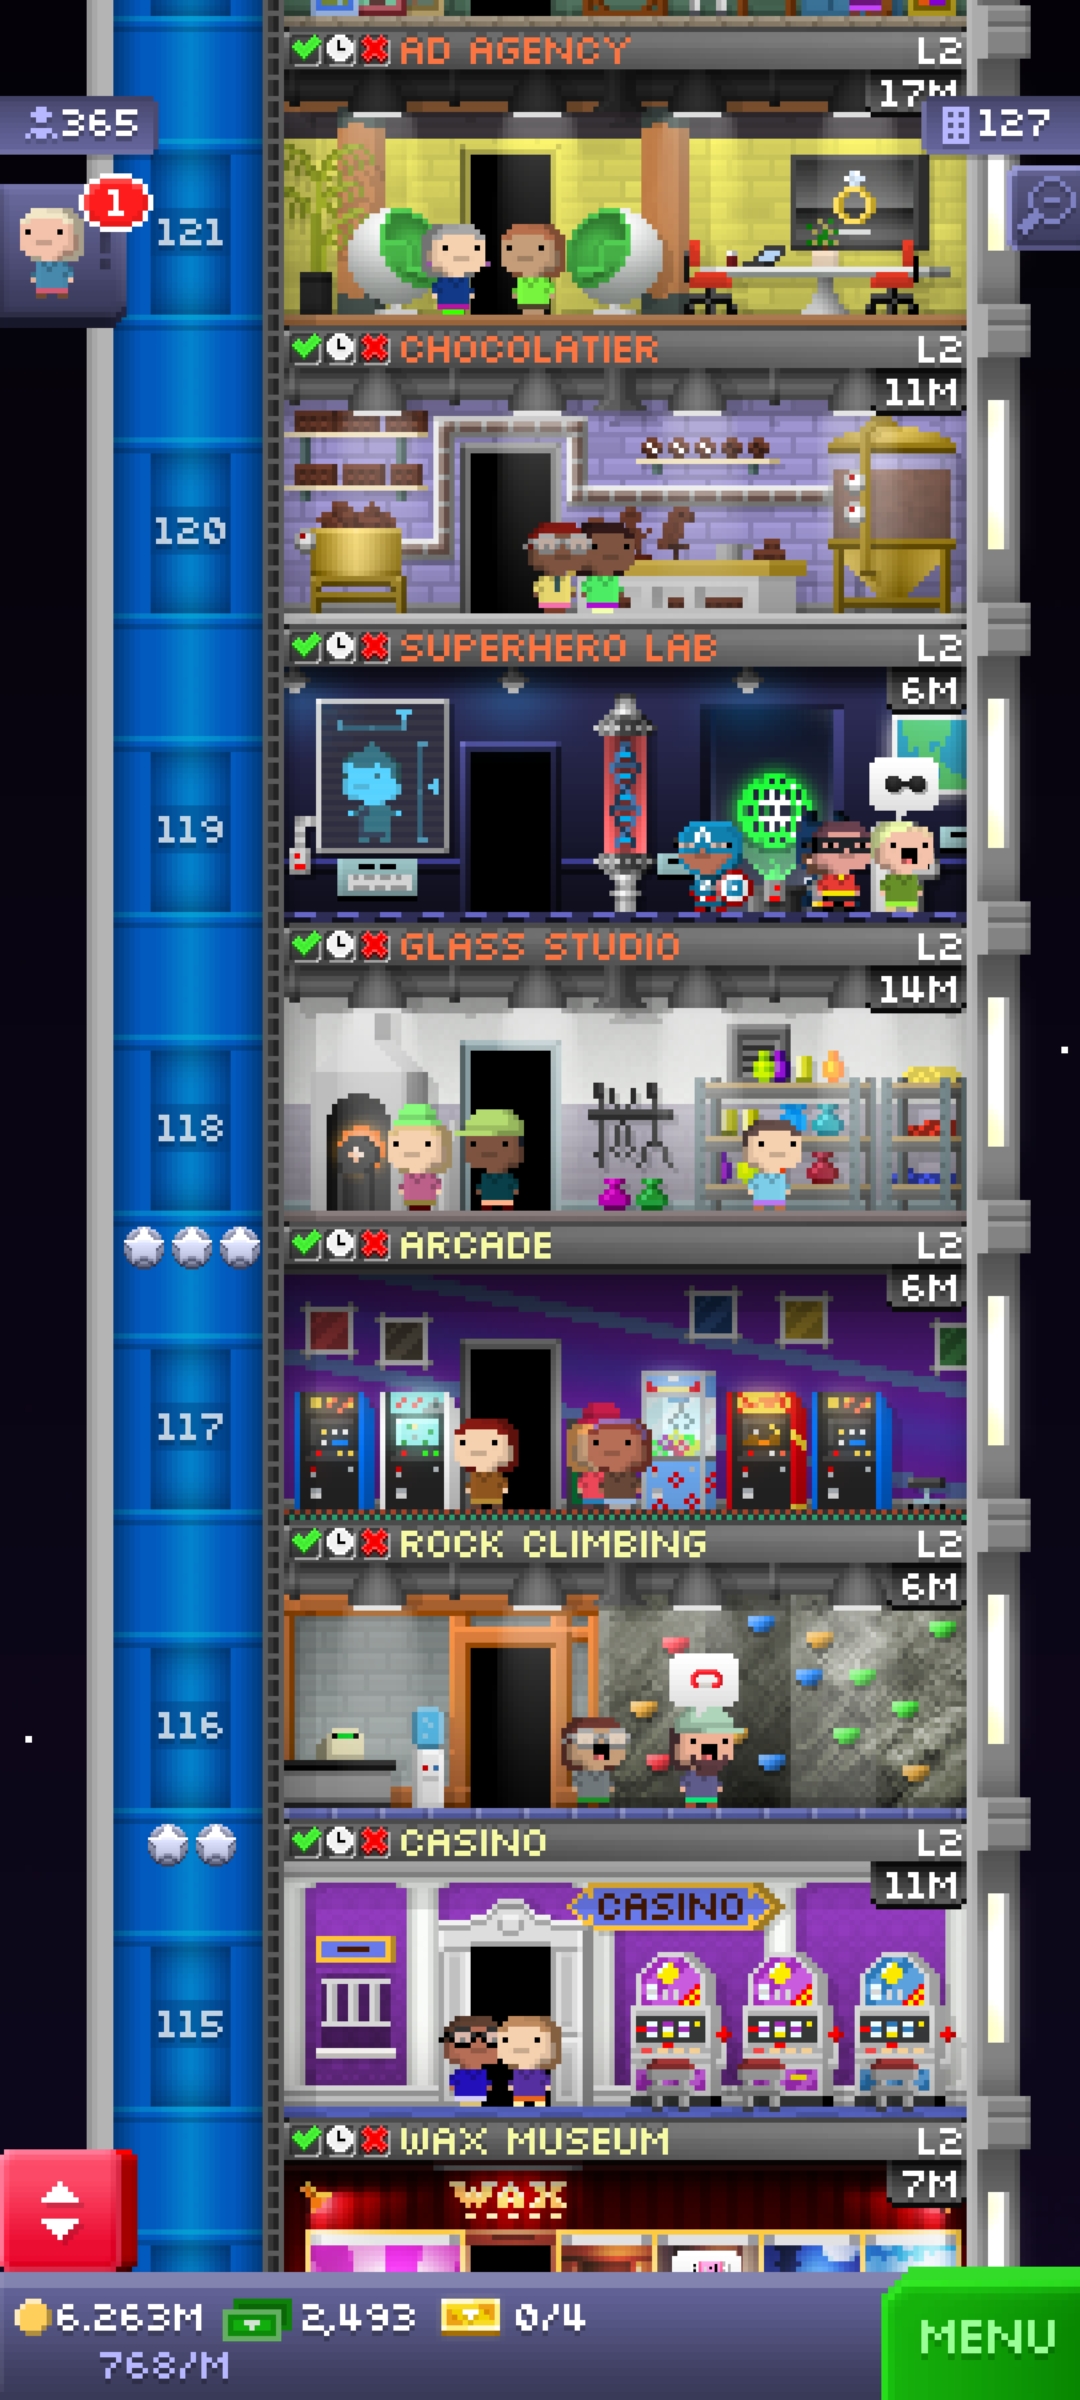 AD AGENCY L2
17M
365
127
1
121
CHOCOLATIER L2
11M
120
SUPERHERO LAB L2
6M
119
A
GLASS STUDIO L2
14M
118
ARCADE L2
6M
117
ROCK CLIMBING L2
6M
116
CASINO L2
11M
CASINO
115
WAX MUSEUM L2
7M
WAX
6.263M 2,493 0/4
768/M
MENU